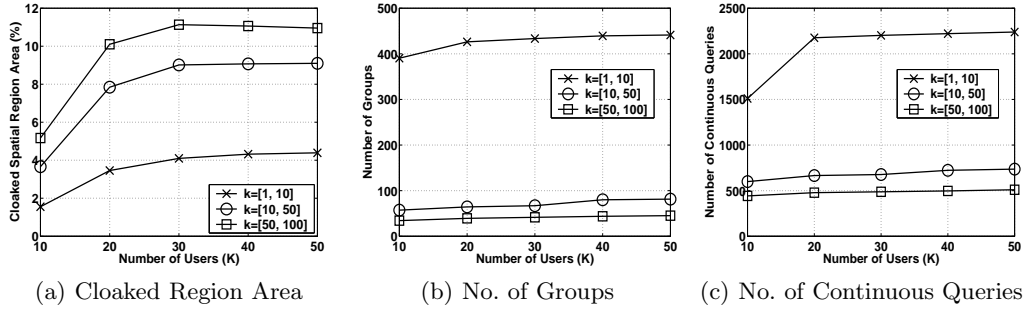 Cloaked Spatial Region Area (%)
12
10
8
6
4
2
0
10 20 30 40 50
Number of Users (K)
k=[1, 10]
k=[10, 50]
k=[50, 100]
(a) Cloaked Region Area
Number of Groups
500
400
300
200
100
0
10 20 30 40 50
Number of Users (K)
k=[1, 10]
k=[10, 50]
k=[50, 100]
(b) No. of Groups
Number of Continuous Queries
2500
2000
1500
1000
500
0
10 20 30 40 50
Number of Users (K)
k=[1, 10]
k=[10, 50]
k=[50, 100]
(c) No. of Continuous Queries